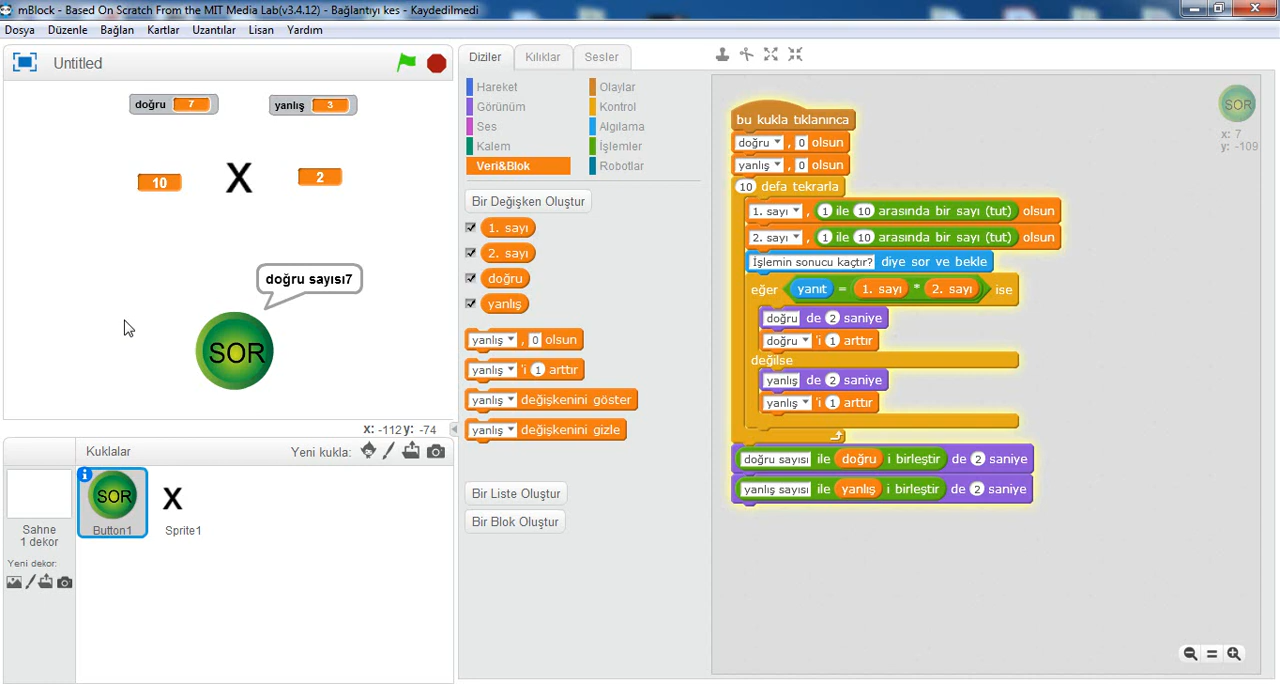 mBlock - Based On Scratch From the MIT Media Lab(v3.4.12) - Bağlantıyı kes - Kaydedilmedi
Dosya Düzenle Bağlan Kartlar Uzantılar Lisan Yardım
Untitled
doğru 7
yanlış 3
10
X
2
doğru sayısı7
SOR
x: -112 y: -74
Kuklalar
Yeni kukla:
Sahne
1 dekor
Yeni dekor:
SOR
Button1
X
Sprite1
Diziler Kılıklar Sesler
Hareket Olaylar
Görünüm Kontrol
Ses Algılama
Kalem İşlemler
Veri&Blok Robotlar
Bir Değişken Oluştur
1. sayı
2. sayı
doğru
yanlış
yanlış , 0 olsun
yanlış 'i 1 arttır
yanlış değişkenini göster
yanlış değişkenini gizle
Bir Liste Oluştur
Bir Blok Oluştur
SOR
x: 7
y: -109
bu kukla tıklanınca
doğru , 0 olsun
yanlış , 0 olsun
10 defa tekrarla
1. sayı , 1 ile 10 arasında bir sayı (tut) olsun
2. sayı , 1 ile 10 arasında bir sayı (tut) olsun
İşlemin sonucu kaçtır? diye sor ve bekle
eğer yanıt = 1. sayı * 2. sayı ise
doğru de 2 saniye
doğru 'i 1 arttır
değilse
yanlış de 2 saniye
yanlış 'i 1 arttır
doğru sayısı ile doğru i birleştir de 2 saniye
yanlış sayısı ile yanlış i birleştir de 2 saniye